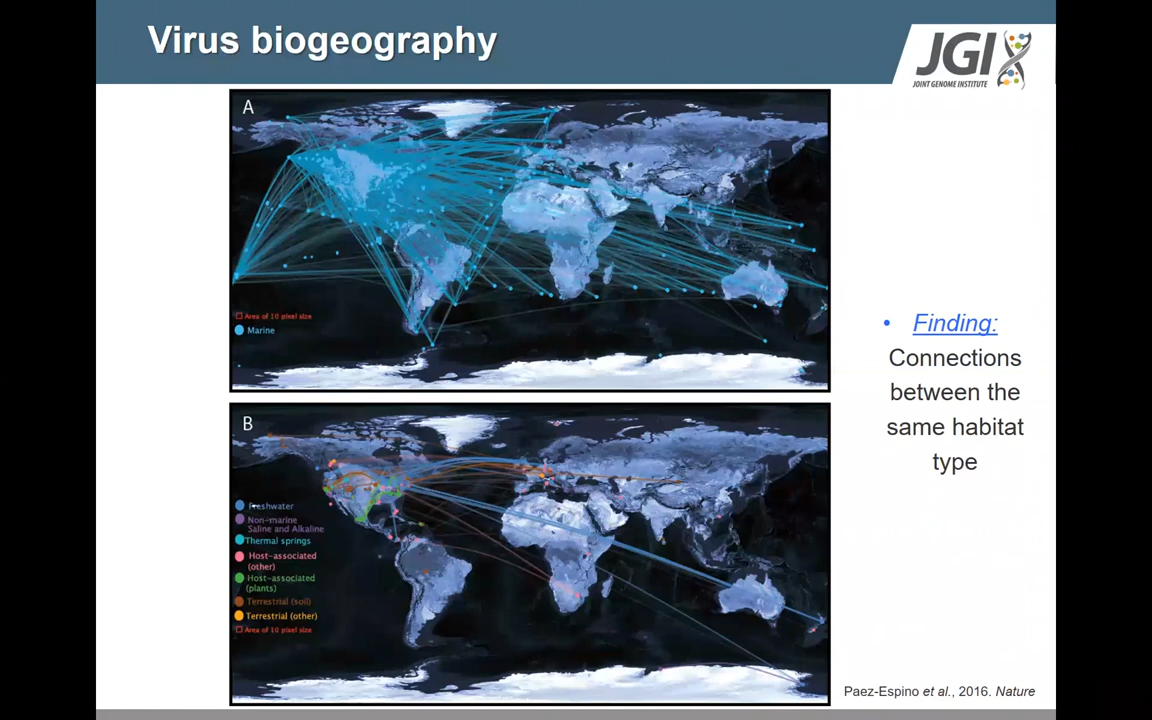 Virus biogeography
JGI
JOINT GENOME INSTITUTE
A
Area of 10 pixel size
Marine
B
Freshwater
Non-marine
Saline and Alkaline
Thermal springs
Host-associated
(other)
Host-associated
(plants)
Terrestrial (soil)
Terrestrial (other)
Area of 10 pixel size
• Finding:
Connections
between the
same habitat
type
Paez-Espino et al., 2016. Nature